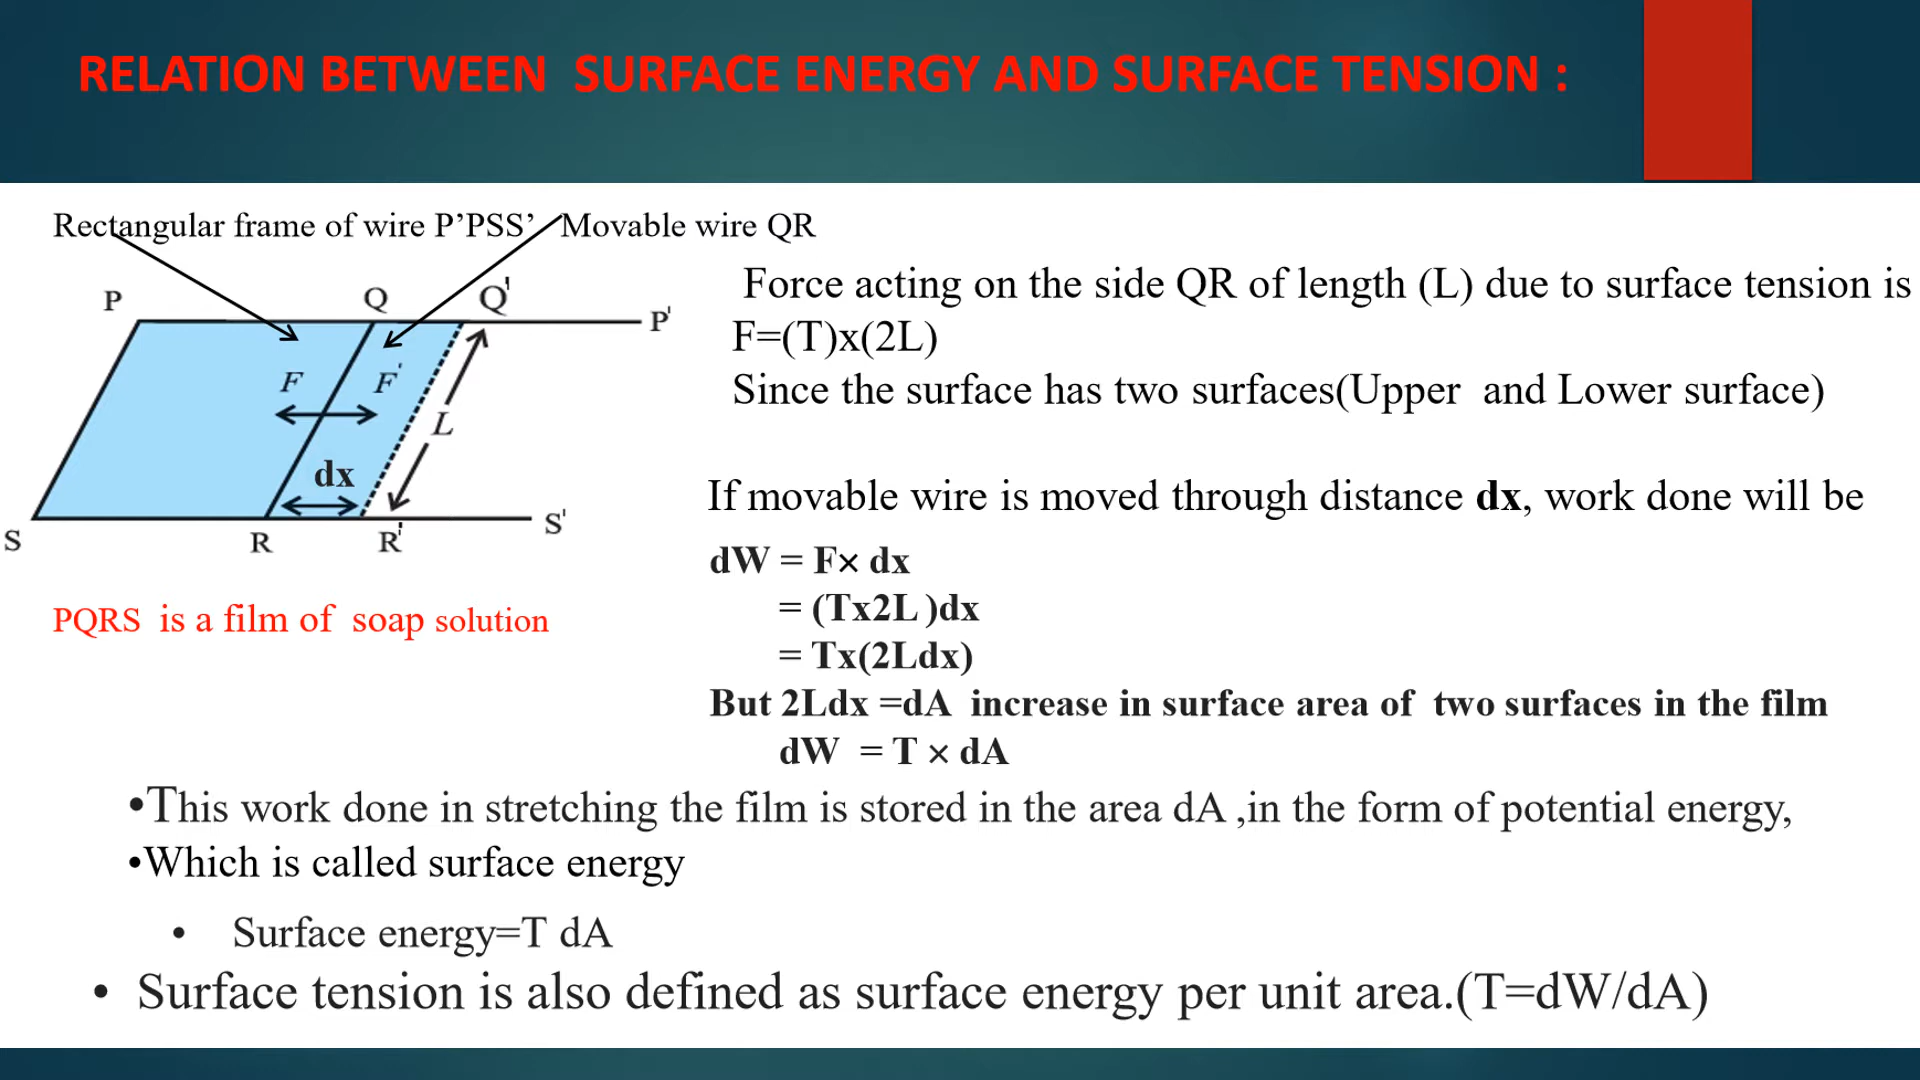 RELATION BETWEEN  SURFACE ENERGY AND SURFACE TENSION :
Rectangular frame of wire P’PSS’
Movable wire QR
P
Q
Q'
P'
F
F'
L
dx
S
R
R'
S'
PQRS  is a film of  soap solution
Force acting on the side QR of length (L) due to surface tension is
F=(T)x(2L)
Since the surface has two surfaces(Upper  and Lower surface)
If movable wire is moved through distance dx, work done will be
dW = F× dx
= (Tx2L )dx
= Tx(2Ldx)
But 2Ldx =dA  increase in surface area of  two surfaces in the film
dW  = T × dA
•This work done in stretching the film is stored in the area dA ,in the form of potential energy,
•Which is called surface energy
• Surface energy=T dA
• Surface tension is also defined as surface energy per unit area.(T=dW/dA)